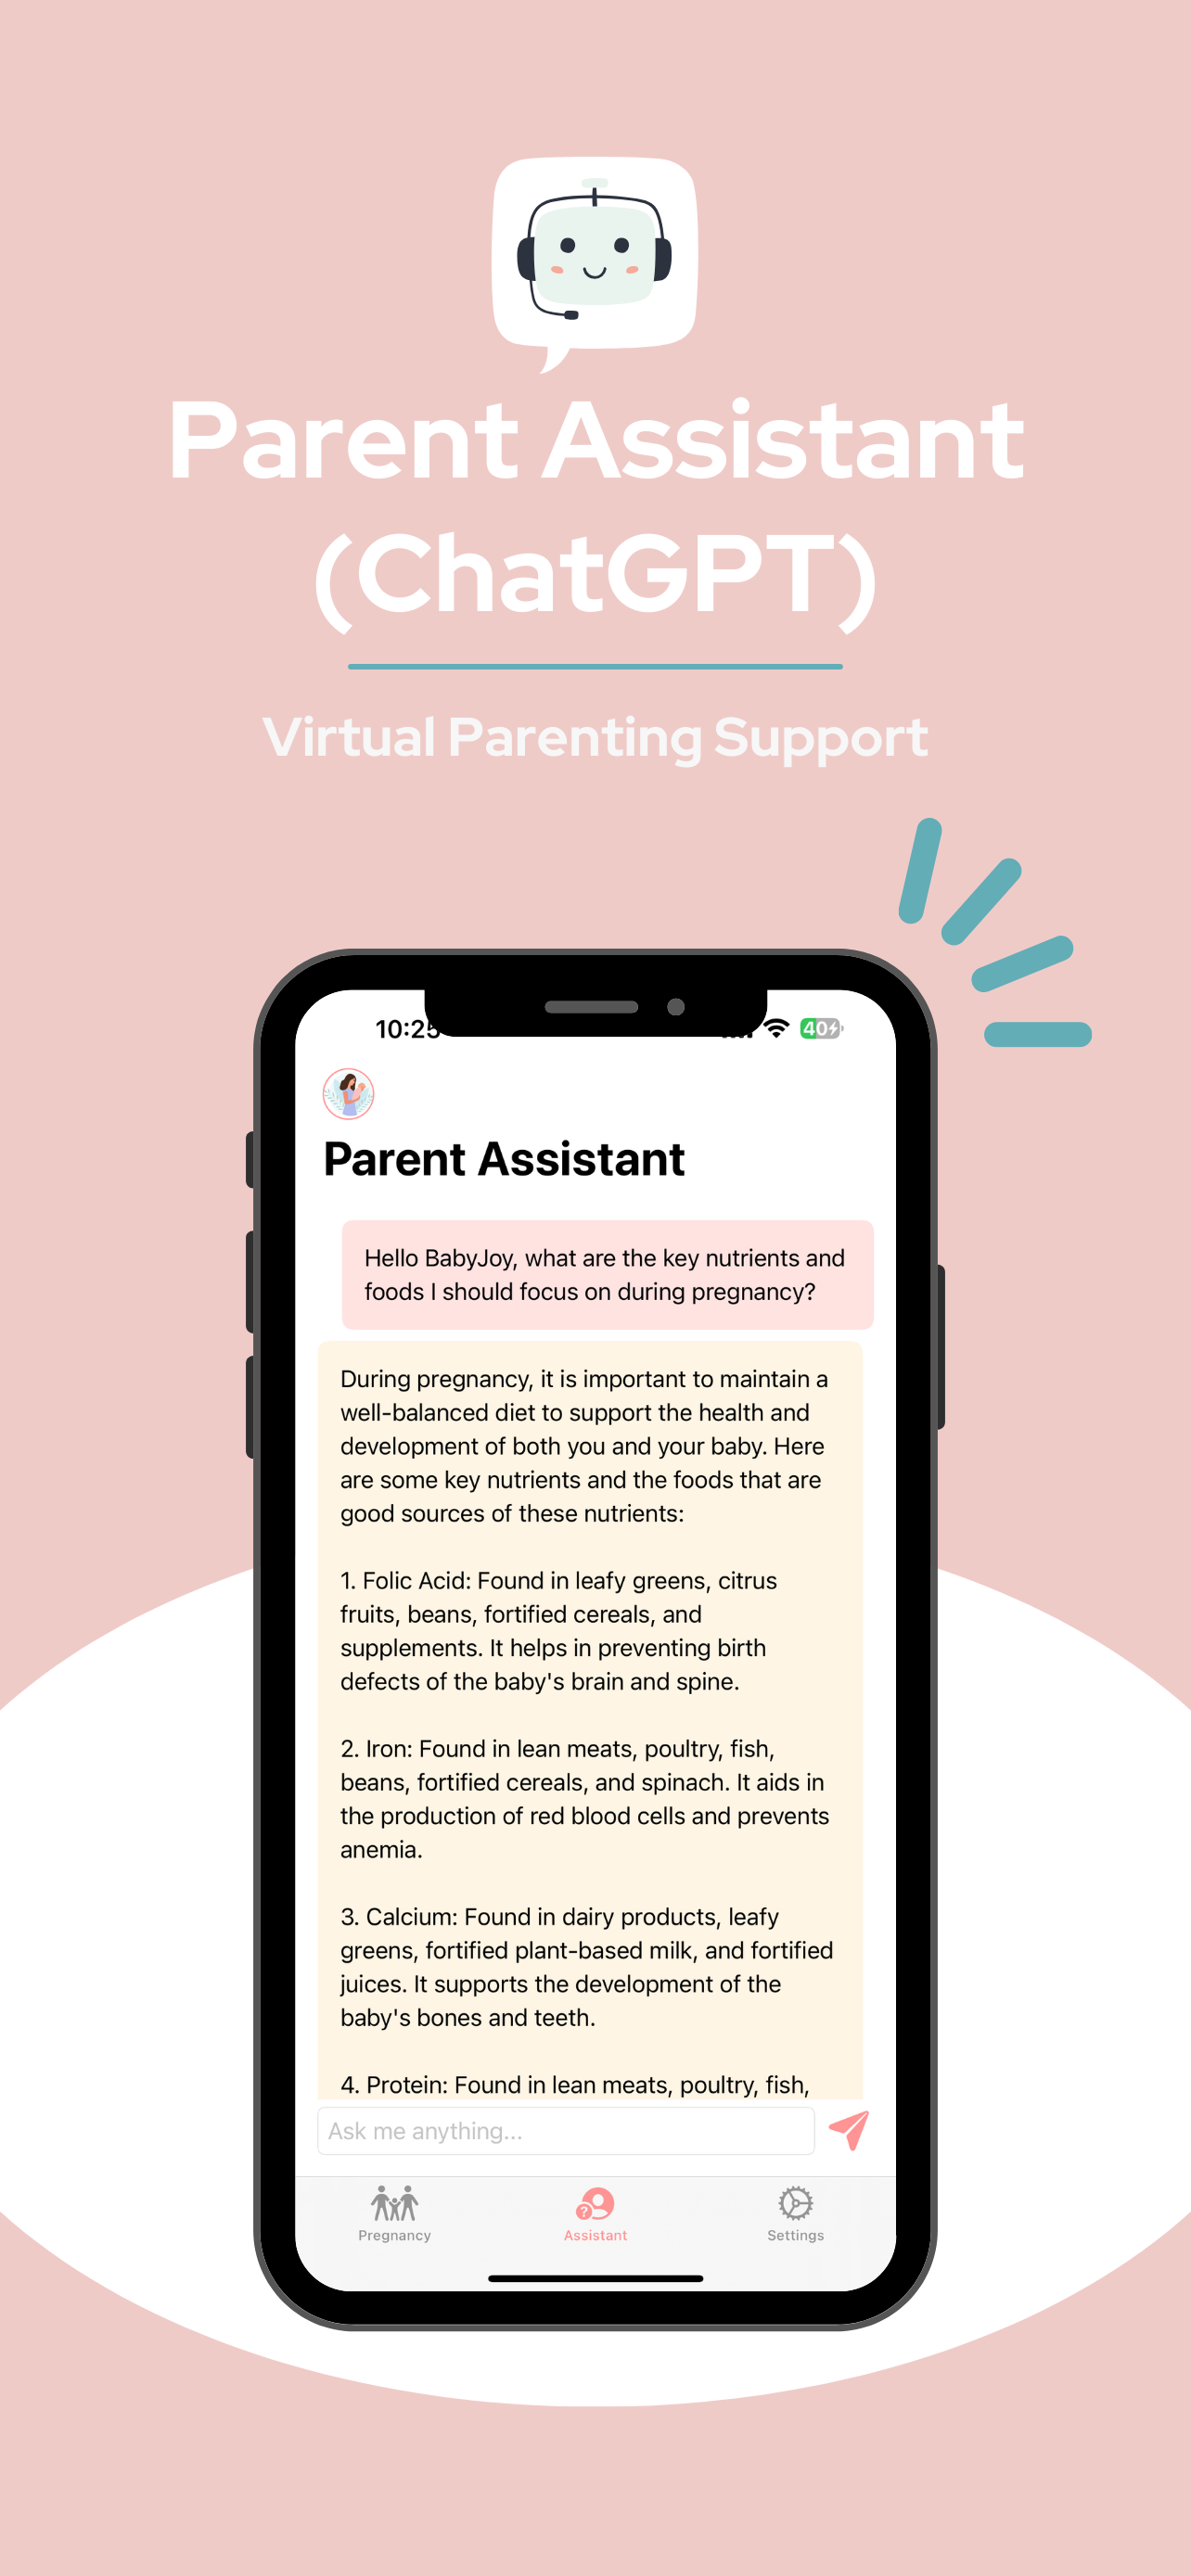 Parent Assistant
(ChatGPT)
Virtual Parenting Support
10:25
40
Parent Assistant
Hello BabyJoy, what are the key nutrients and
foods I should focus on during pregnancy?
During pregnancy, it is important to maintain a
well-balanced diet to support the health and
development of both you and your baby. Here
are some key nutrients and the foods that are
good sources of these nutrients:
1. Folic Acid: Found in leafy greens, citrus
fruits, beans, fortified cereals, and
supplements. It helps in preventing birth
defects of the baby's brain and spine.
2. Iron: Found in lean meats, poultry, fish,
beans, fortified cereals, and spinach. It aids in
the production of red blood cells and prevents
anemia.
3. Calcium: Found in dairy products, leafy
greens, fortified plant-based milk, and fortified
juices. It supports the development of the
baby's bones and teeth.
4. Protein: Found in lean meats, poultry, fish,
Ask me anything...
?
Pregnancy
Assistant
Settings